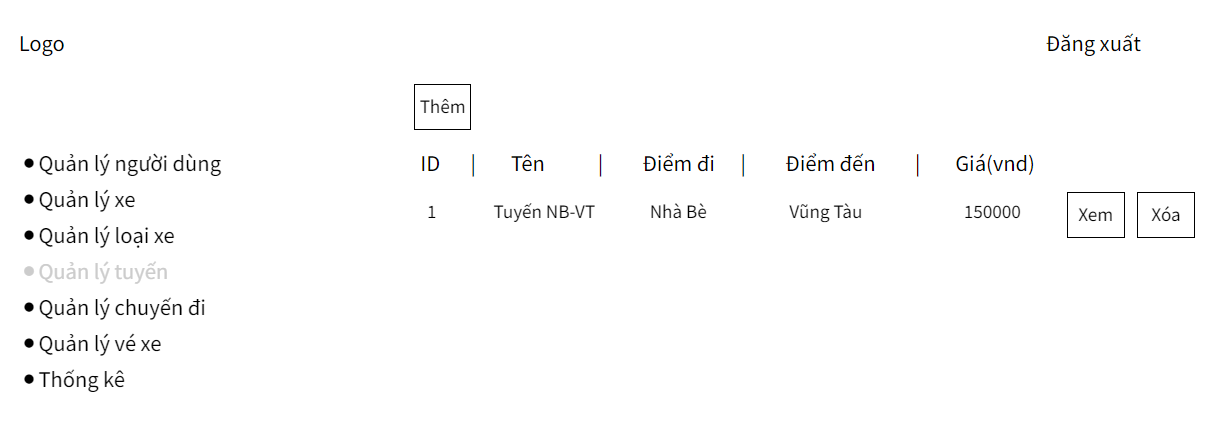 Logo Đăng xuất
Thêm
Quản lý người dùng
Quản lý xe
Quản lý loại xe
Quản lý tuyến
Quản lý chuyến đi
Quản lý vé xe
Thống kê
ID | Tên | Điểm đi | Điểm đến | Giá(vnd)
1 Tuyến NB-VT Nhà Bè Vũng Tàu 150000 Xem Xóa